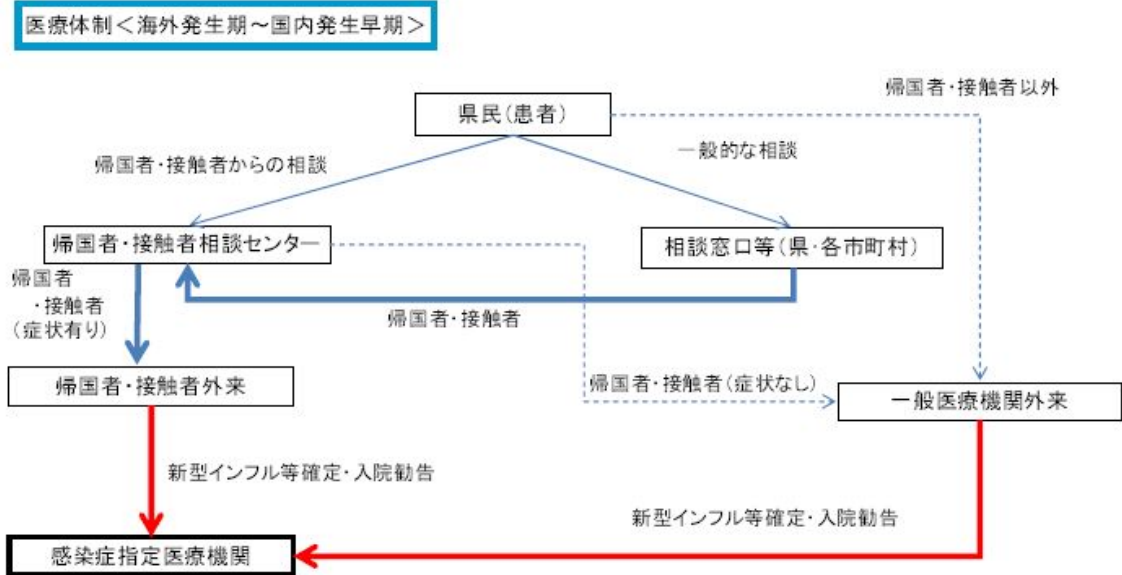 医療体制＜海外発生期～国内発生早期＞
帰国者・接触者以外
県民(患者)
一般的な相談
帰国者・接触者からの相談
帰国者・接触者相談センター
相談窓口等(県・各市町村)
帰国者
・接触者
(症状有り)
帰国者・接触者
帰国者・接触者外来
帰国者・接触者(症状なし)
一般医療機関外来
新型インフル等確定・入院勧告
新型インフル等確定・入院勧告
感染症指定医療機関